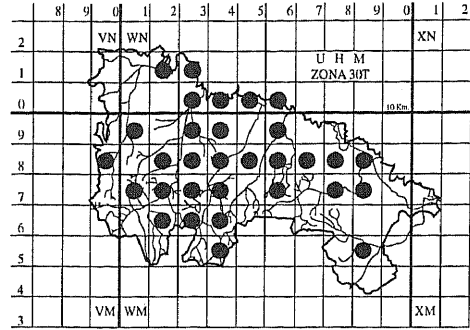 8 9 0 1 2 3 4 5 6 7 8 9 0 1 2
2 VN WN XN
1 U H M
ZONA 30T
0 10 Km.
9
8
7
6
5
4 VM WM XM
3